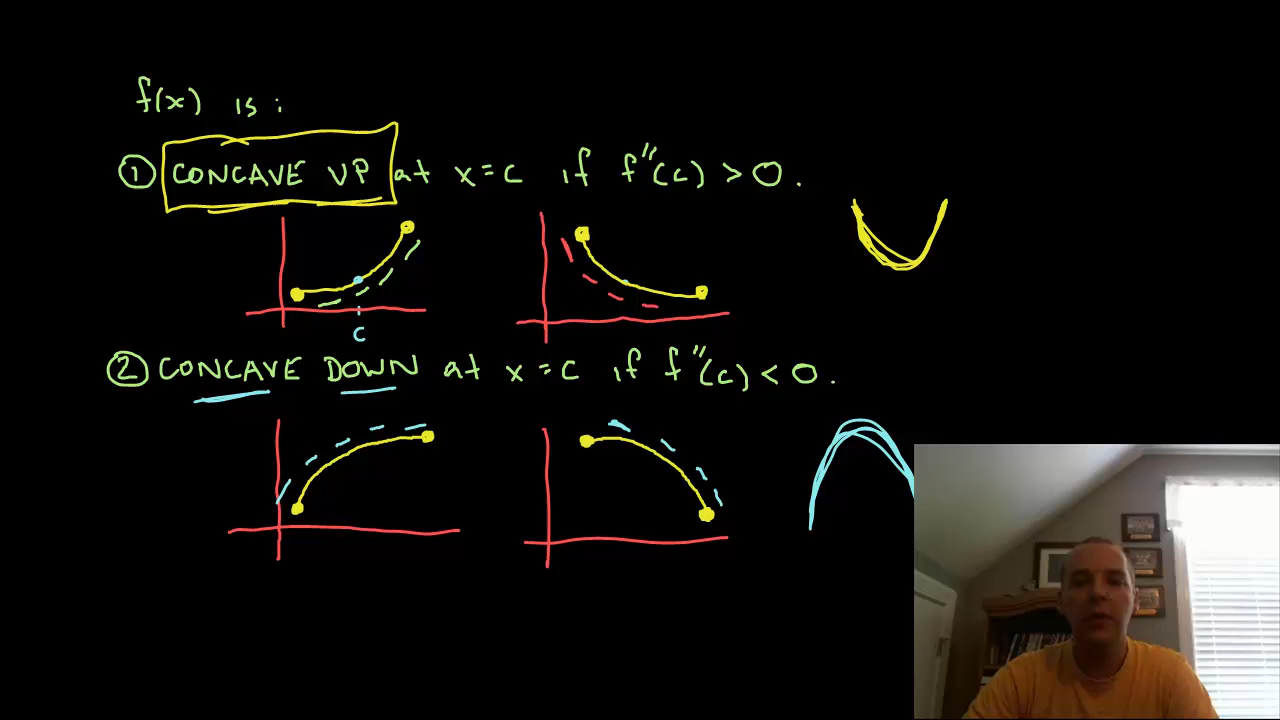 f(x) is:
① CONCAVE UP at x=c if f"(c) > 0.
c
② CONCAVE DOWN at x=c if f"(c) < 0.